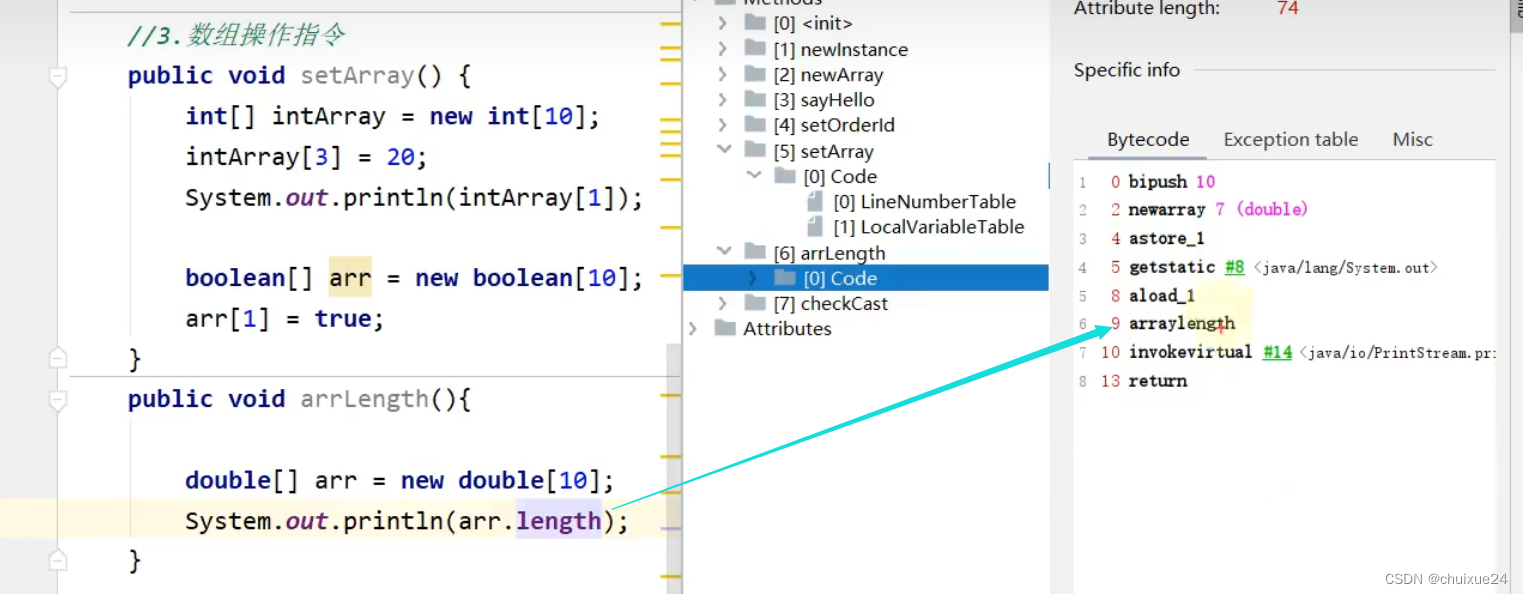 //3.数组操作指令
public void setArray() {
int[] intArray = new int[10];
intArray[3] = 20;
System.out.println(intArray[1]);
boolean[] arr = new boolean[10];
arr[1] = true;
}
public void arrLength(){
double[] arr = new double[10];
System.out.println(arr.length);
}
Methods
[0] <init>
[1] newInstance
[2] newArray
[3] sayHello
[4] setOrderId
[5] setArray
[0] Code
[0] LineNumberTable
[1] LocalVariableTable
[6] arrLength
[0] Code
[7] checkCast
Attributes
Attribute length: 74
Specific info
Bytecode Exception table Misc
1 0 bipush 10
2 2 newarray 7 (double)
3 4 astore_1
4 5 getstatic #8 <java/lang/System.out>
5 8 aload_1
6 9 arraylength
7 10 invokevirtual #14 <java/io/PrintStream.pri
8 13 return
CSDN @chuixue24